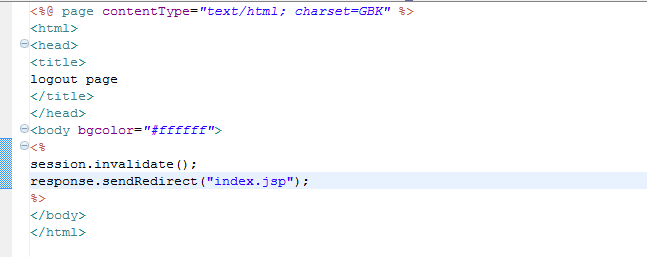 <%@ page contentType="text/html; charset=GBK" %>
<html>
<head>
<title>
logout page
</title>
</head>
<body bgcolor="#ffffff">
<%
session.invalidate();
response.sendRedirect("index.jsp");
%>
</body>
</html>